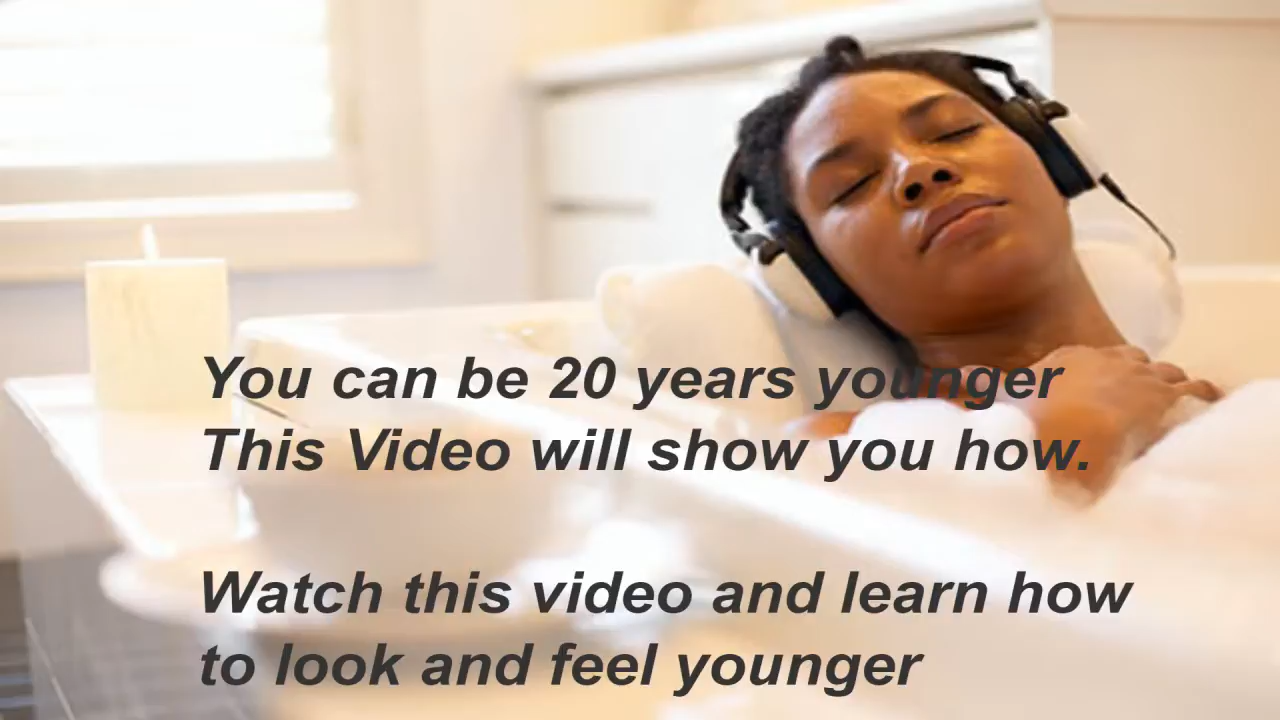 You can be 20 years younger
This Video will show you how.
Watch this video and learn how
to look and feel younger